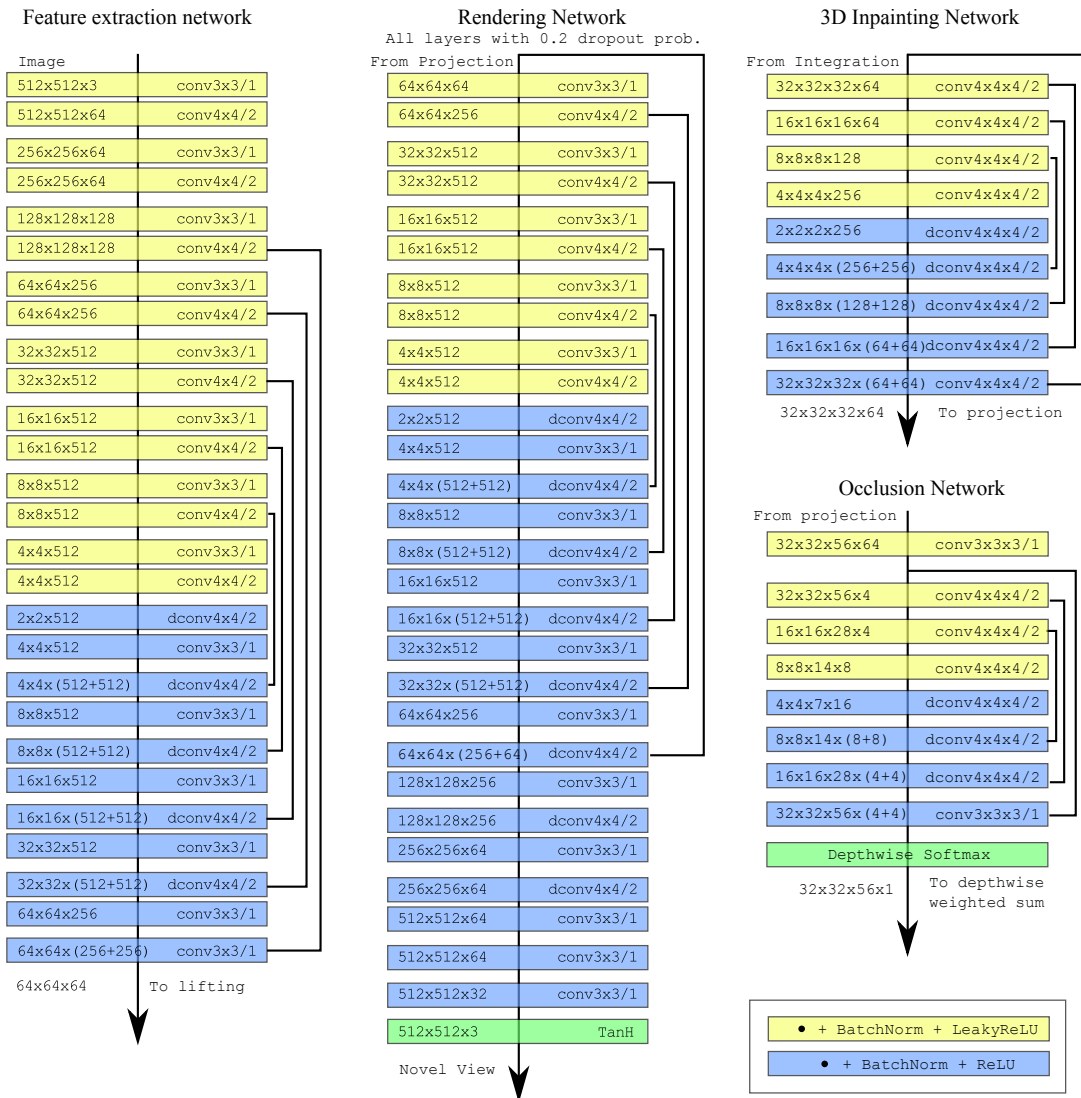 Feature extraction network
Image
512x512x3 conv3x3/1
512x512x64 conv4x4/2
256x256x64 conv3x3/1
256x256x64 conv4x4/2
128x128x128 conv3x3/1
128x128x128 conv4x4/2
64x64x256 conv3x3/1
64x64x256 conv4x4/2
32x32x512 conv3x3/1
32x32x512 conv4x4/2
16x16x512 conv3x3/1
16x16x512 conv4x4/2
8x8x512 conv3x3/1
8x8x512 conv4x4/2
4x4x512 conv3x3/1
4x4x512 conv4x4/2
2x2x512 dconv4x4/2
4x4x512 conv3x3/1
4x4x(512+512) dconv4x4/2
8x8x512 conv3x3/1
8x8x(512+512) dconv4x4/2
16x16x512 conv3x3/1
16x16x(512+512) dconv4x4/2
32x32x512 conv3x3/1
32x32x(512+512) dconv4x4/2
64x64x256 conv3x3/1
64x64x(256+256) conv3x3/1
64x64x64 To lifting
Rendering Network
All layers with 0.2 dropout prob.
From Projection
64x64x64 conv3x3/1
64x64x256 conv4x4/2
32x32x512 conv3x3/1
32x32x512 conv4x4/2
16x16x512 conv3x3/1
16x16x512 conv4x4/2
8x8x512 conv3x3/1
8x8x512 conv4x4/2
4x4x512 conv3x3/1
4x4x512 conv4x4/2
2x2x512 dconv4x4/2
4x4x512 conv3x3/1
4x4x(512+512) dconv4x4/2
8x8x512 conv3x3/1
8x8x(512+512) dconv4x4/2
16x16x512 conv3x3/1
16x16x(512+512) dconv4x4/2
32x32x512 conv3x3/1
32x32x(512+512) dconv4x4/2
64x64x256 conv3x3/1
64x64x(256+64) dconv4x4/2
128x128x256 conv3x3/1
128x128x256 dconv4x4/2
256x256x64 conv3x3/1
256x256x64 dconv4x4/2
512x512x64 conv3x3/1
512x512x64 conv3x3/1
512x512x32 conv3x3/1
512x512x3 TanH
Novel View
3D Inpainting Network
From Integration
32x32x32x64 conv4x4x4/2
16x16x16x64 conv4x4x4/2
8x8x8x128 conv4x4x4/2
4x4x4x256 conv4x4x4/2
2x2x2x256 dconv4x4x4/2
4x4x4x(256+256) dconv4x4x4/2
8x8x8x(128+128) dconv4x4x4/2
16x16x16x(64+64) dconv4x4x4/2
32x32x32x(64+64) conv4x4x4/2
32x32x32x64 To projection
Occlusion Network
From projection
32x32x56x64 conv3x3x3/1
32x32x56x4 conv4x4x4/2
16x16x28x4 conv4x4x4/2
8x8x14x8 conv4x4x4/2
4x4x7x16 dconv4x4x4/2
8x8x14x(8+8) dconv4x4x4/2
16x16x28x(4+4) dconv4x4x4/2
32x32x56x(4+4) conv3x3x3/1
Depthwise Softmax
32x32x56x1 To depthwise
weighted sum
• + BatchNorm + LeakyReLU
• + BatchNorm + ReLU